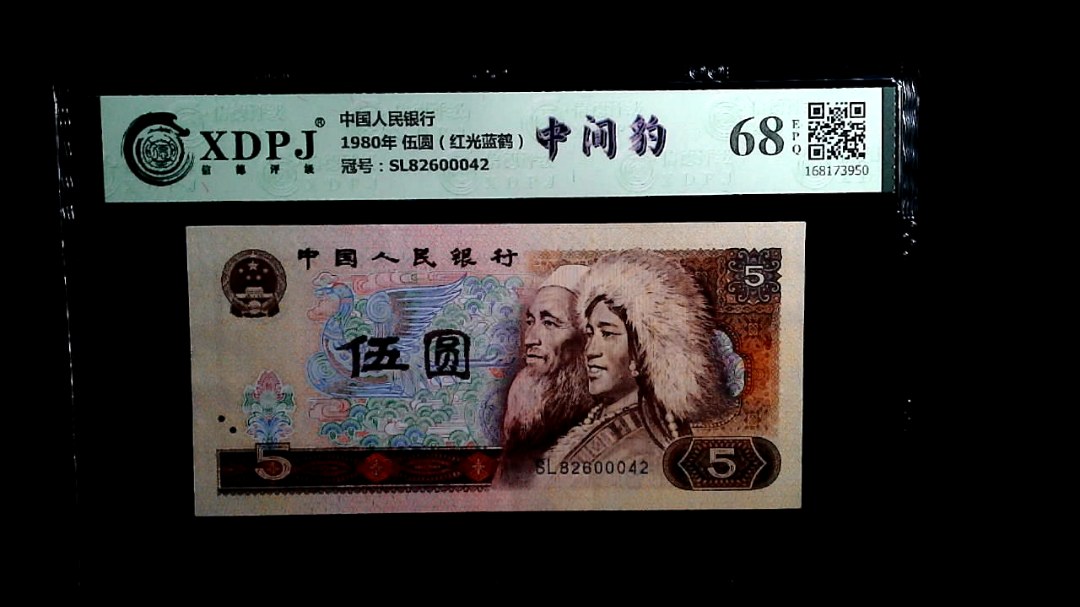 XDPJ®
信雅评级
中国人民银行
1980年 伍圆（红光蓝鹤）
冠号：SL82600042
中间豹
68
EPQ
168173950
中国人民银行
5
伍圆
5
SL82600042
5